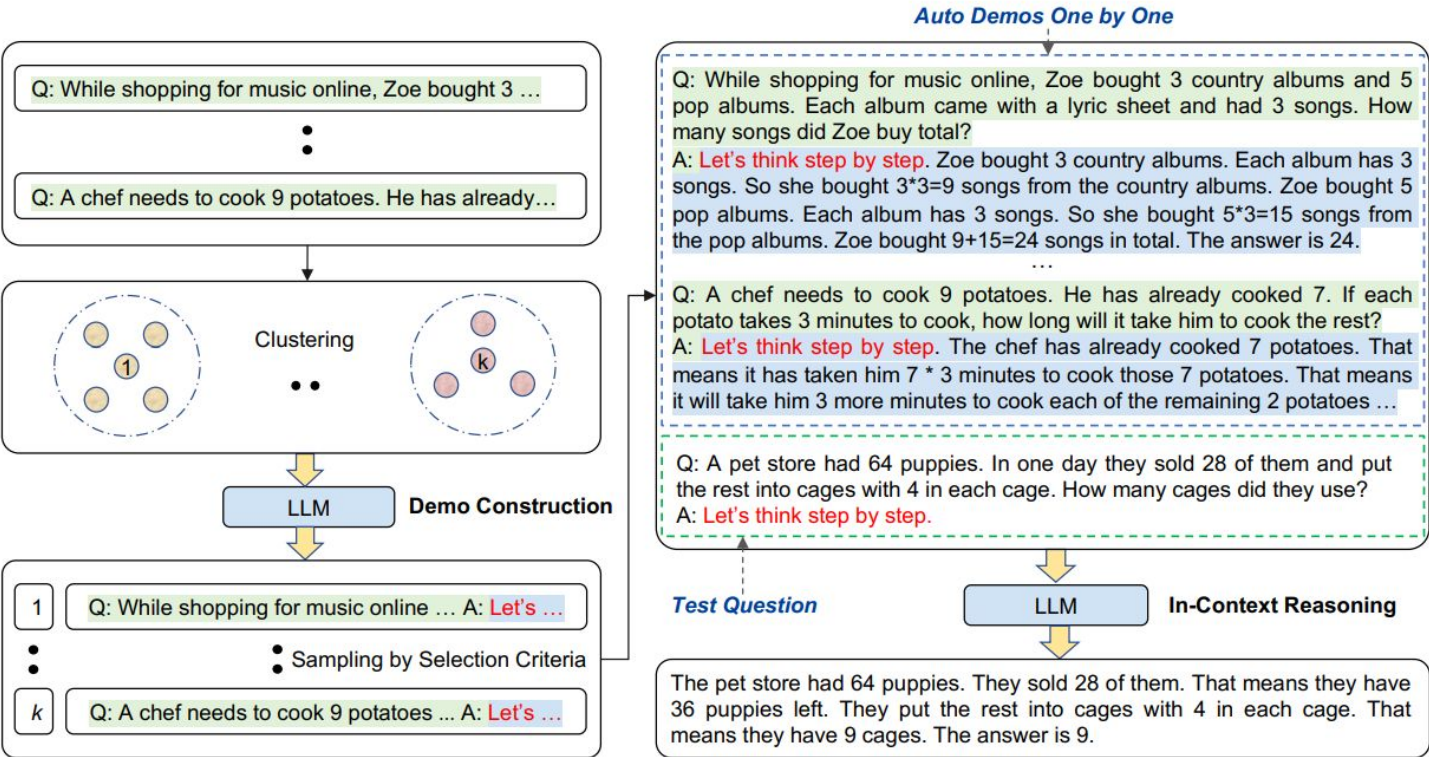 Q: While shopping for music online, Zoe bought 3 …
Q: A chef needs to cook 9 potatoes. He has already…
1
Clustering
k
LLM
Demo Construction
1
Q: While shopping for music online … A: Let’s …
Sampling by Selection Criteria
k
Q: A chef needs to cook 9 potatoes ... A: Let’s …
Auto Demos One by One
Q: While shopping for music online, Zoe bought 3 country albums and 5
pop albums. Each album came with a lyric sheet and had 3 songs. How
many songs did Zoe buy total?
A: Let’s think step by step. Zoe bought 3 country albums. Each album has 3
songs. So she bought 3*3=9 songs from the country albums. Zoe bought 5
pop albums. Each album has 3 songs. So she bought 5*3=15 songs from
the pop albums. Zoe bought 9+15=24 songs in total. The answer is 24.
…
Q: A chef needs to cook 9 potatoes. He has already cooked 7. If each
potato takes 3 minutes to cook, how long will it take him to cook the rest?
A: Let’s think step by step. The chef has already cooked 7 potatoes. That
means it has taken him 7 * 3 minutes to cook those 7 potatoes. That means
it will take him 3 more minutes to cook each of the remaining 2 potatoes …
Q: A pet store had 64 puppies. In one day they sold 28 of them and put
the rest into cages with 4 in each cage. How many cages did they use?
A: Let’s think step by step.
Test Question
LLM
In-Context Reasoning
The pet store had 64 puppies. They sold 28 of them. That means they have
36 puppies left. They put the rest into cages with 4 in each cage. That
means they have 9 cages. The answer is 9.